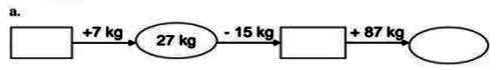 a.
+7 kg 27 kg - 15 kg + 87 kg